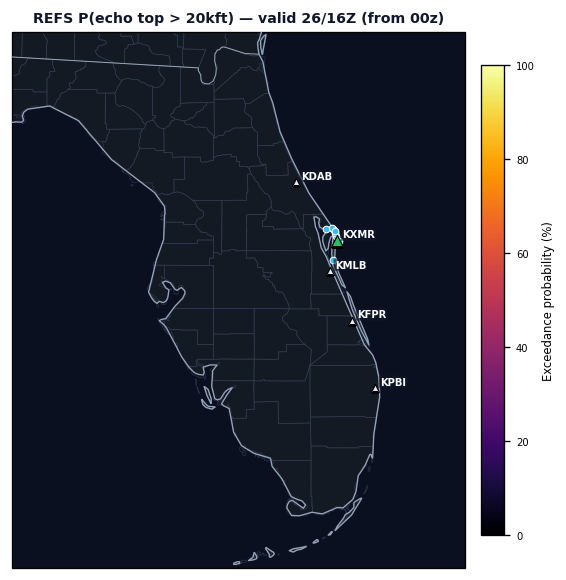 REFS P(echo top > 20kft) — valid 26/16Z (from 00z)
KDAB
KXMR
KMLB
KFPR
KPBI
100
80
60
40
20
0
Exceedance probability (%)